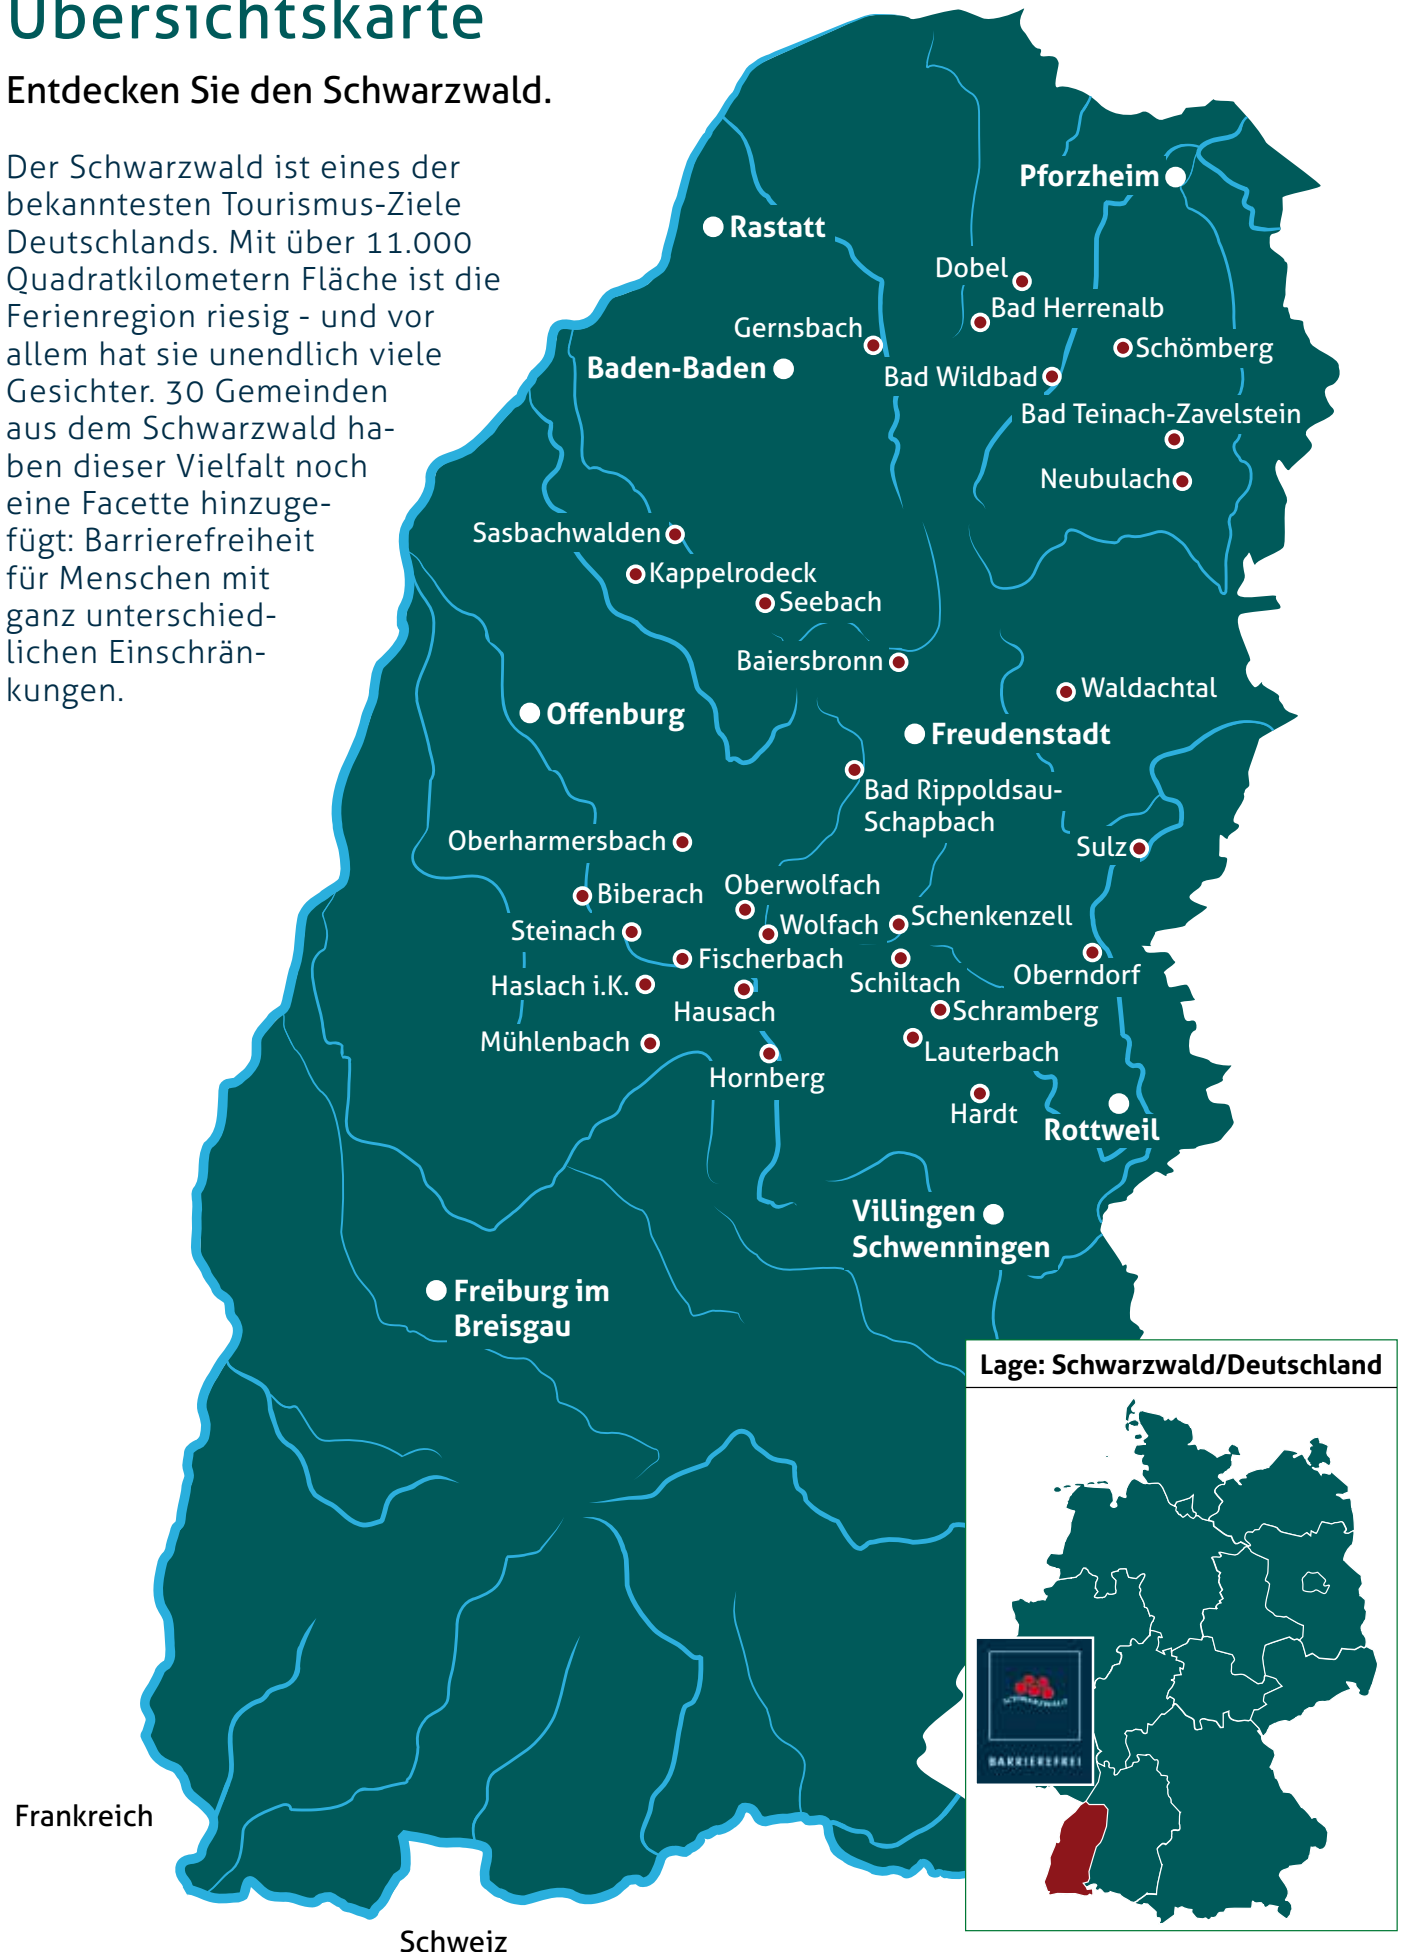 Übersichtskarte
Entdecken Sie den Schwarzwald.
Der Schwarzwald ist eines der
bekanntesten Tourismus-Ziele
Deutschlands. Mit über 11.000
Quadratkilometern Fläche ist die
Ferienregion riesig - und vor
allem hat sie unendlich viele
Gesichter. 30 Gemeinden
aus dem Schwarzwald ha-
ben dieser Vielfalt noch
eine Facette hinzuge-
fügt: Barrierefreiheit
für Menschen mit
ganz unterschied-
lichen Einschrän-
kungen.
Pforzheim
Rastatt
Dobel
Bad Herrenalb
Gernsbach
Schömberg
Baden-Baden
Bad Wildbad
Bad Teinach-Zavelstein
Neubulach
Sasbachwalden
Kappelrodeck
Seebach
Baiersbronn
Waldachtal
Offenburg
Freudenstadt
Bad Rippoldsau-
Schapbach
Oberharmersbach
Sulz
Oberwolfach
Biberach
Schenkenzell
Wolfach
Steinach
Fischerbach
Oberndorf
Schiltach
Haslach i.K.
Hausach
Schramberg
Mühlenbach
Lauterbach
Hornberg
Hardt
Rottweil
Villingen
Schwenningen
Freiburg im
Breisgau
Lage: Schwarzwald/Deutschland
SCHWARZWALD
BARRIEREFREI
Frankreich
Schweiz